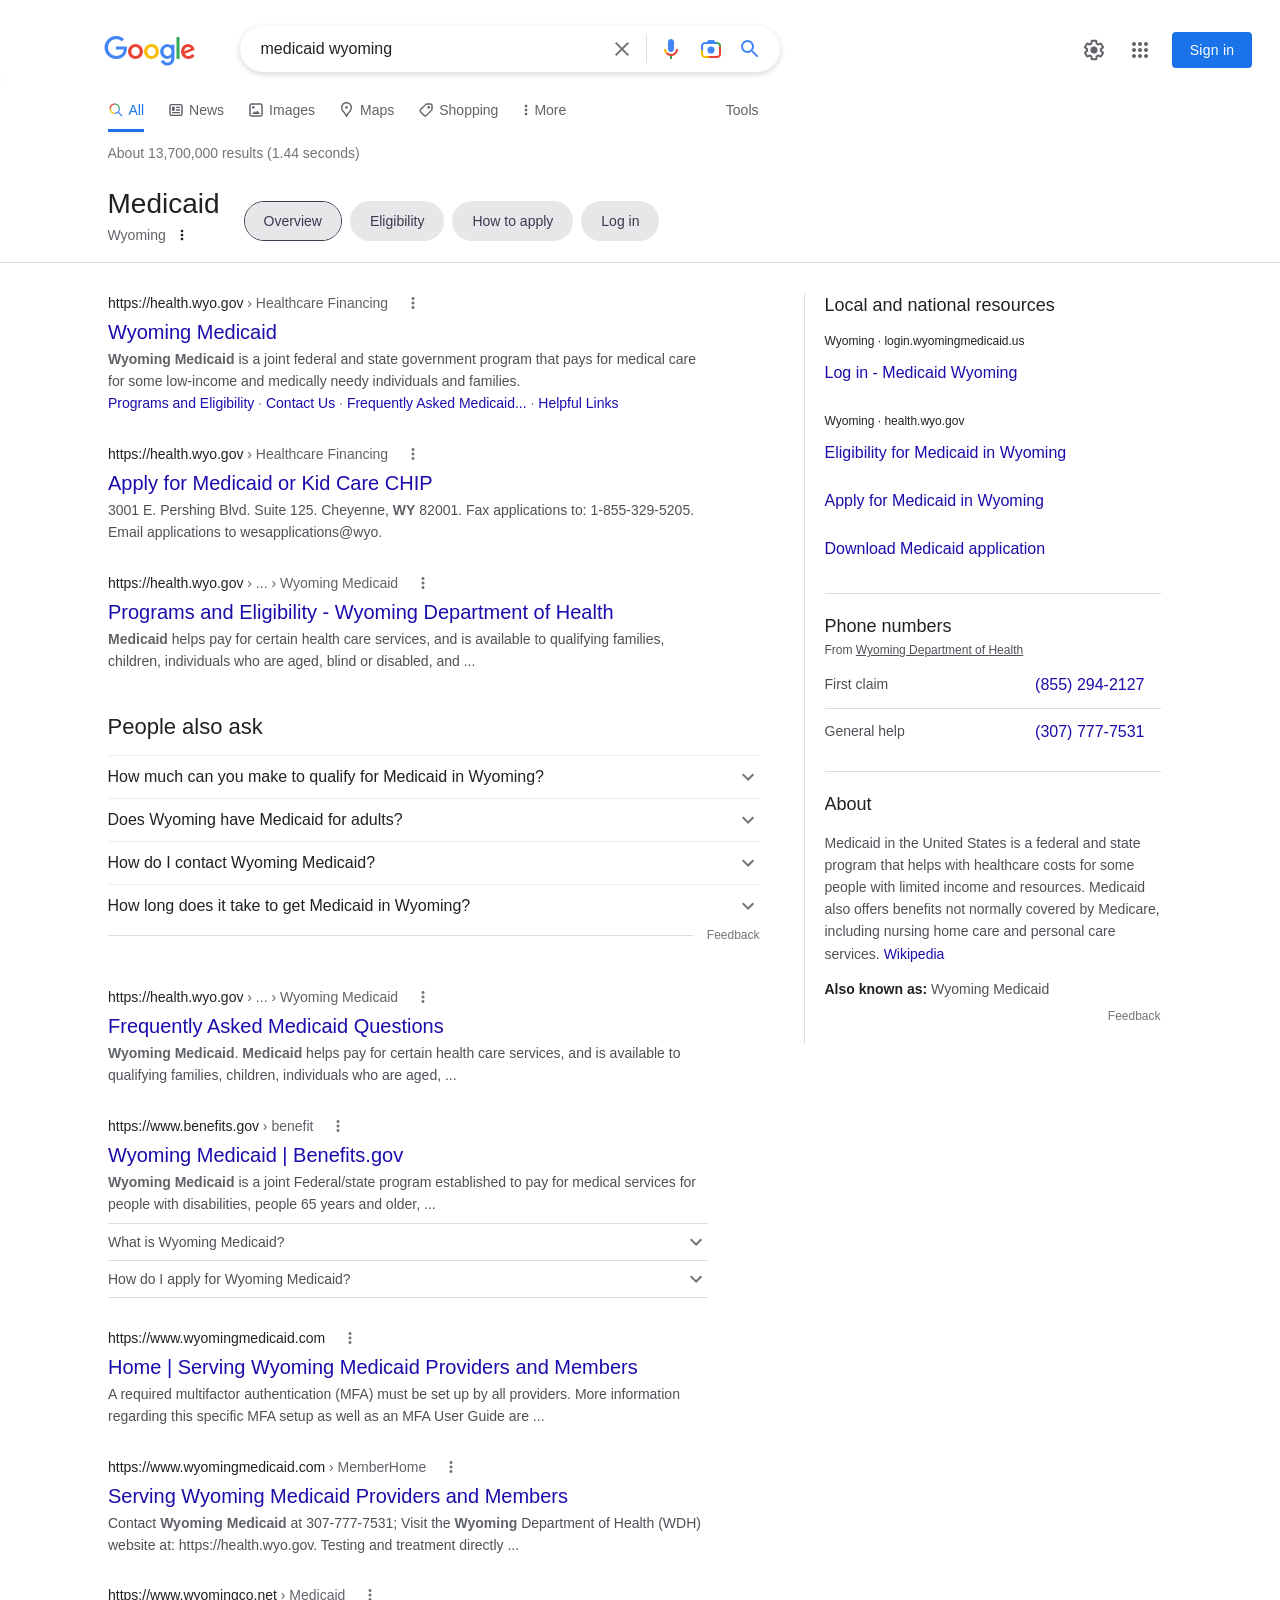 Google
medicaid wyoming
Sign in
All
News
Images
Maps
Shopping
More
Tools
About 13,700,000 results (1.44 seconds)
Medicaid
Wyoming
Overview
Eligibility
How to apply
Log in
https://health.wyo.gov › Healthcare Financing
Wyoming Medicaid
Wyoming Medicaid is a joint federal and state government program that pays for medical care
for some low-income and medically needy individuals and families.
Programs and Eligibility · Contact Us · Frequently Asked Medicaid... · Helpful Links
https://health.wyo.gov › Healthcare Financing
Apply for Medicaid or Kid Care CHIP
3001 E. Pershing Blvd. Suite 125. Cheyenne, WY 82001. Fax applications to: 1-855-329-5205.
Email applications to wesapplications@wyo.
https://health.wyo.gov › ... › Wyoming Medicaid
Programs and Eligibility - Wyoming Department of Health
Medicaid helps pay for certain health care services, and is available to qualifying families,
children, individuals who are aged, blind or disabled, and ...
People also ask
How much can you make to qualify for Medicaid in Wyoming?
Does Wyoming have Medicaid for adults?
How do I contact Wyoming Medicaid?
How long does it take to get Medicaid in Wyoming?
Feedback
https://health.wyo.gov › ... › Wyoming Medicaid
Frequently Asked Medicaid Questions
Wyoming Medicaid. Medicaid helps pay for certain health care services, and is available to
qualifying families, children, individuals who are aged, ...
https://www.benefits.gov › benefit
Wyoming Medicaid | Benefits.gov
Wyoming Medicaid is a joint Federal/state program established to pay for medical services for
people with disabilities, people 65 years and older, ...
What is Wyoming Medicaid?
How do I apply for Wyoming Medicaid?
https://www.wyomingmedicaid.com
Home | Serving Wyoming Medicaid Providers and Members
A required multifactor authentication (MFA) must be set up by all providers. More information
regarding this specific MFA setup as well as an MFA User Guide are ...
https://www.wyomingmedicaid.com › MemberHome
Serving Wyoming Medicaid Providers and Members
Contact Wyoming Medicaid at 307-777-7531; Visit the Wyoming Department of Health (WDH)
website at: https://health.wyo.gov. Testing and treatment directly ...
https://www.wyomingco.net › Medicaid
Local and national resources
Wyoming · login.wyomingmedicaid.us
Log in - Medicaid Wyoming
Wyoming · health.wyo.gov
Eligibility for Medicaid in Wyoming
Apply for Medicaid in Wyoming
Download Medicaid application
Phone numbers
From Wyoming Department of Health
First claim (855) 294-2127
General help (307) 777-7531
About
Medicaid in the United States is a federal and state
program that helps with healthcare costs for some
people with limited income and resources. Medicaid
also offers benefits not normally covered by Medicare,
including nursing home care and personal care
services. Wikipedia
Also known as: Wyoming Medicaid
Feedback